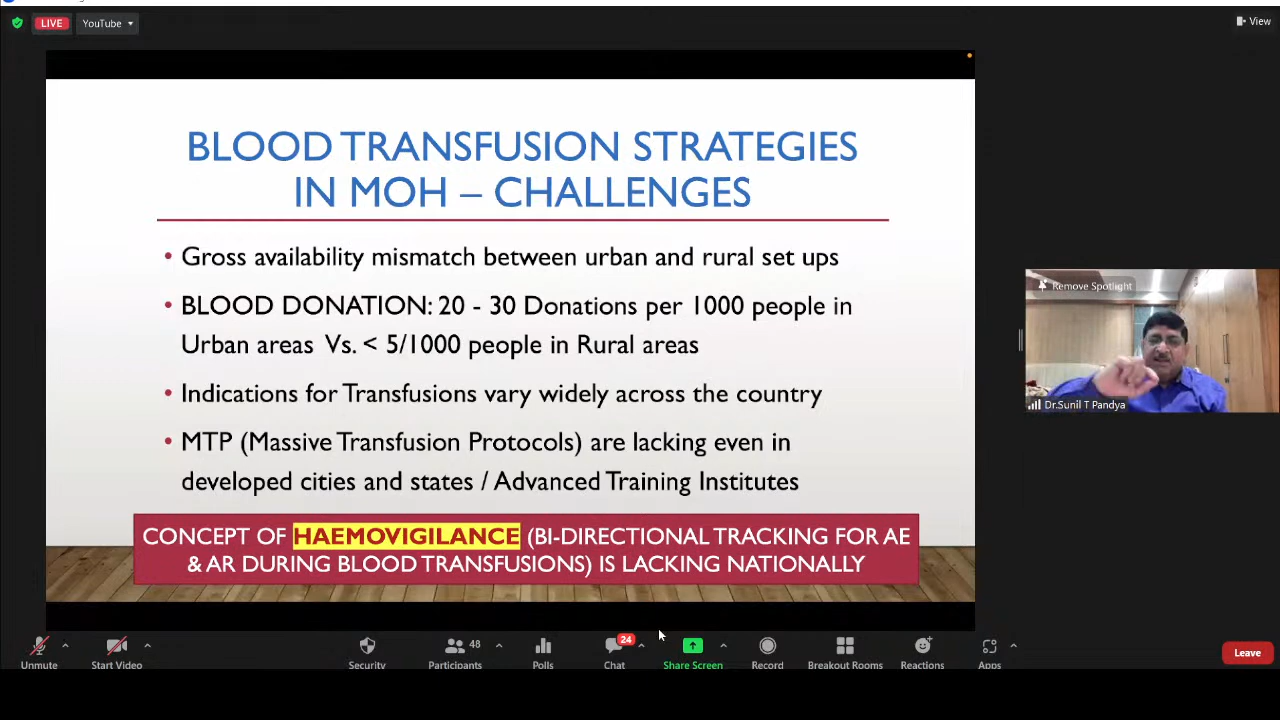 LIVE
YouTube
View
BLOOD TRANSFUSION STRATEGIES
IN MOH – CHALLENGES
• Gross availability mismatch between urban and rural set ups
• BLOOD DONATION: 20 - 30 Donations per 1000 people in
Urban areas Vs. < 5/1000 people in Rural areas
• Indications for Transfusions vary widely across the country
• MTP (Massive Transfusion Protocols) are lacking even in
developed cities and states / Advanced Training Institutes
CONCEPT OF HAEMOVIGILANCE (BI-DIRECTIONAL TRACKING FOR AE
& AR DURING BLOOD TRANSFUSIONS) IS LACKING NATIONALLY
Remove Spotlight
Dr.Sunil T Pandya
48
24
Unmute
Start Video
Security
Participants
Polls
Chat
Share Screen
Record
Breakout Rooms
Reactions
Apps
Leave